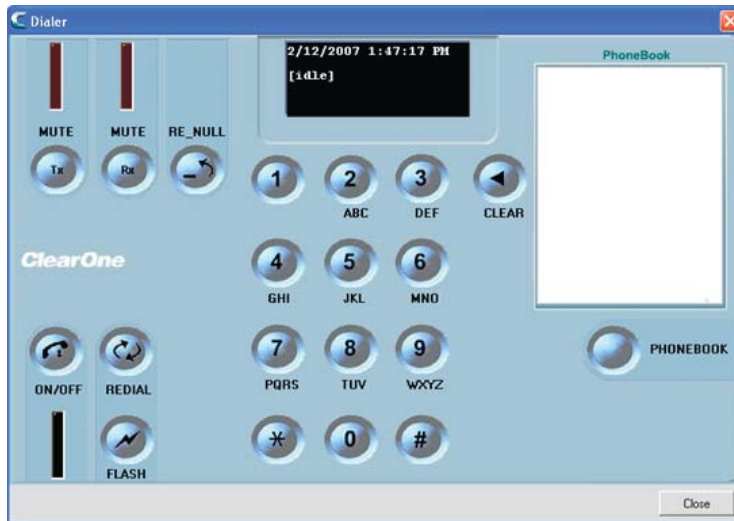 Dialer
2/12/2007 1:47:17 PM
[idle]
PhoneBook
MUTE MUTE RE_NULL
Tx Rx
1 2 3
ABC DEF CLEAR
ClearOne
4 5 6
GHI JKL MNO
7 8 9
PHONEBOOK
ON/OFF REDIAL PQRS TUV WXYZ
* 0 #
FLASH
Close